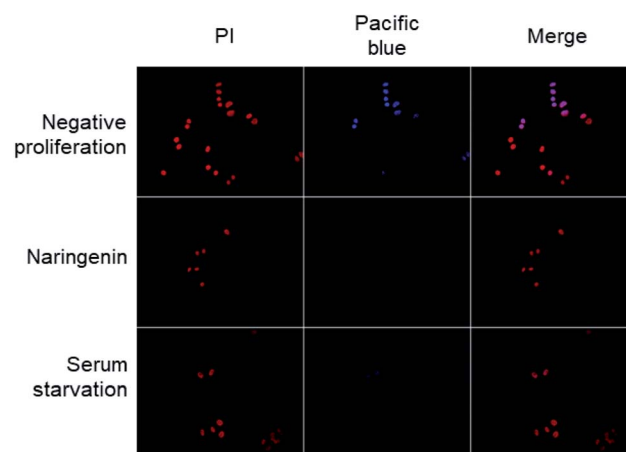 PI
Pacific
blue
Merge
Negative
proliferation
Naringenin
Serum
starvation